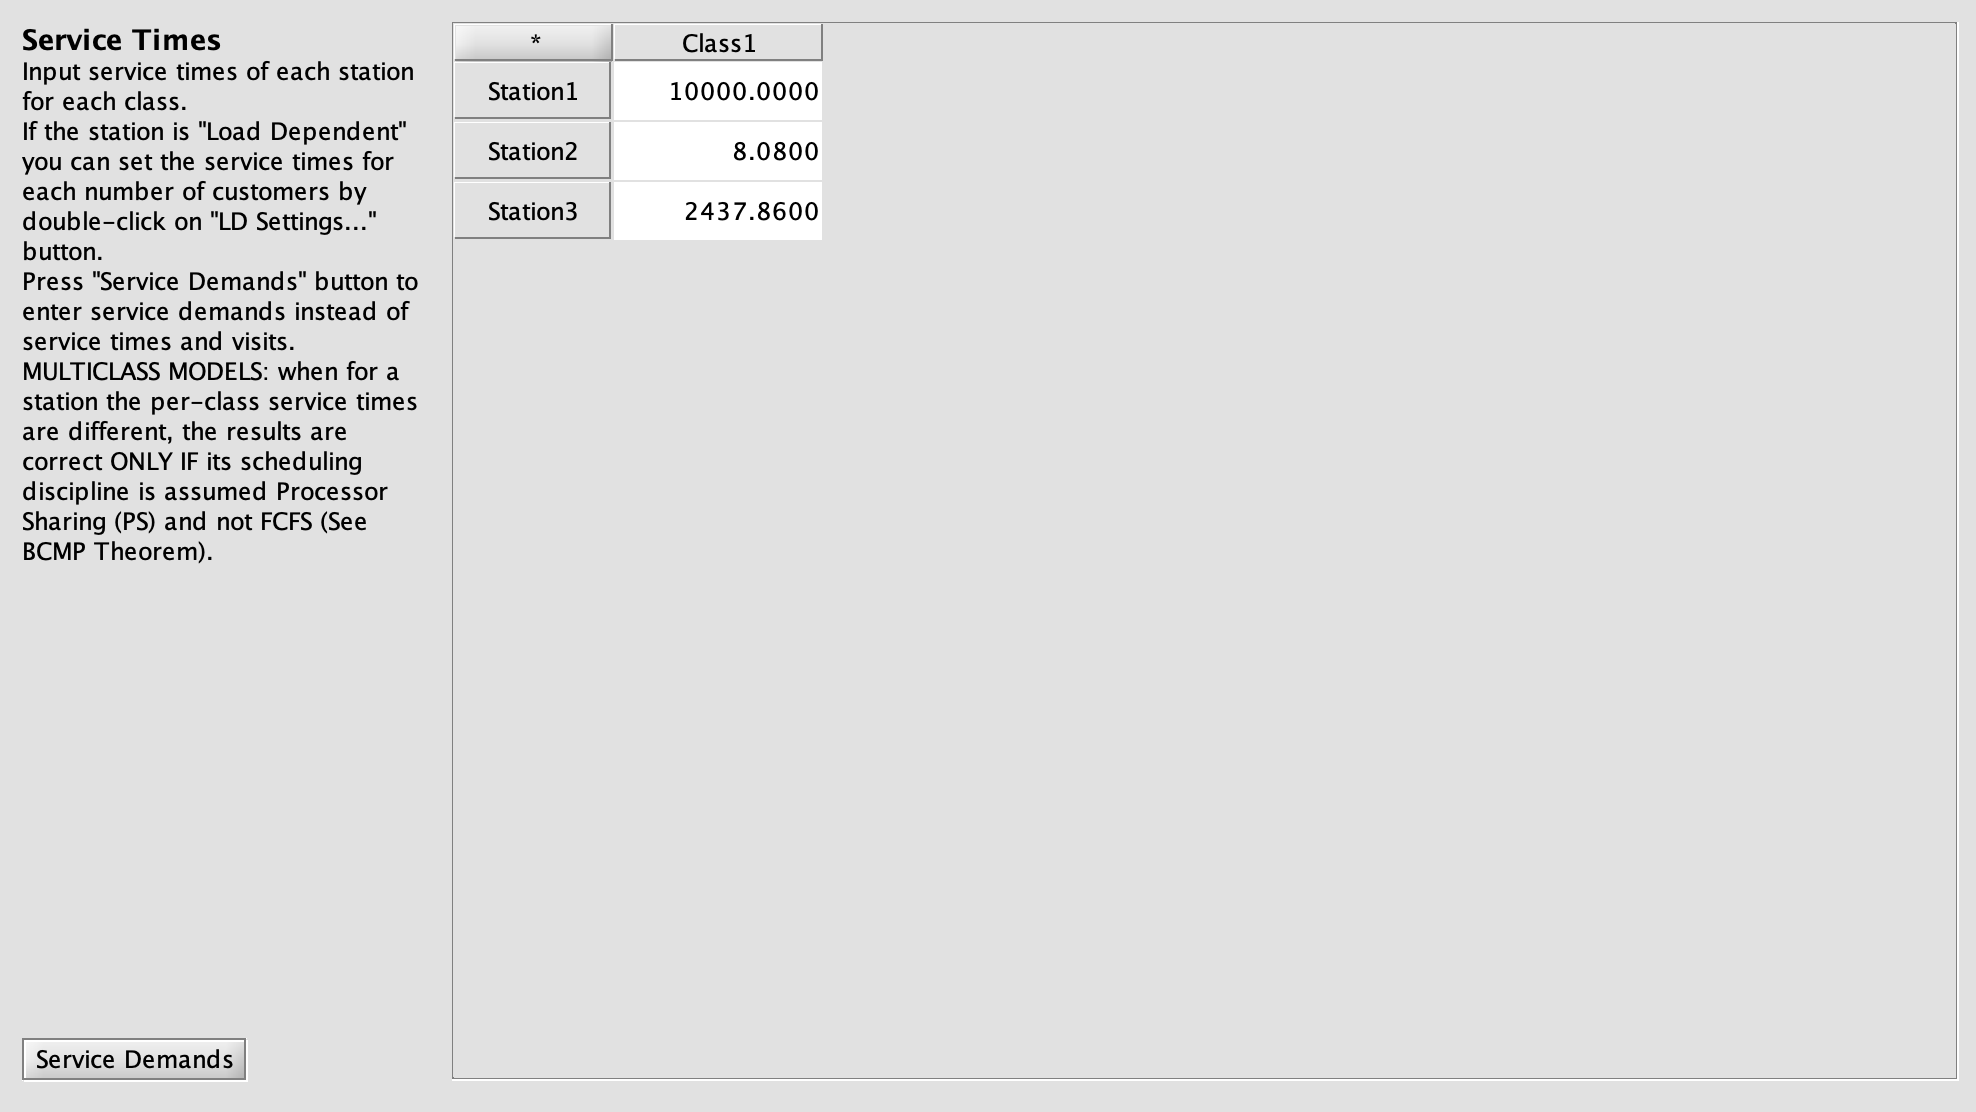 Service Times
Input service times of each station
for each class.
If the station is "Load Dependent"
you can set the service times for
each number of customers by
double-click on "LD Settings..."
button.
Press "Service Demands" button to
enter service demands instead of
service times and visits.
MULTICLASS MODELS: when for a
station the per-class service times
are different, the results are
correct ONLY IF its scheduling
discipline is assumed Processor
Sharing (PS) and not FCFS (See
BCMP Theorem).
Service Demands
* Class1
Station1 10000.0000
Station2 8.0800
Station3 2437.8600